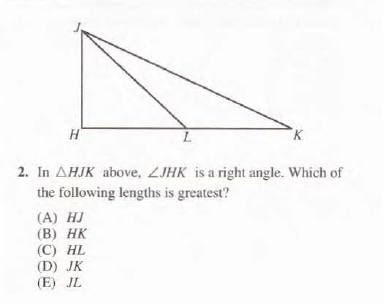 J
H
L
K
2. In △HJK above, ∠JHK is a right angle. Which of
the following lengths is greatest?
(A) HJ
(B) HK
(C) HL
(D) JK
(E) JL